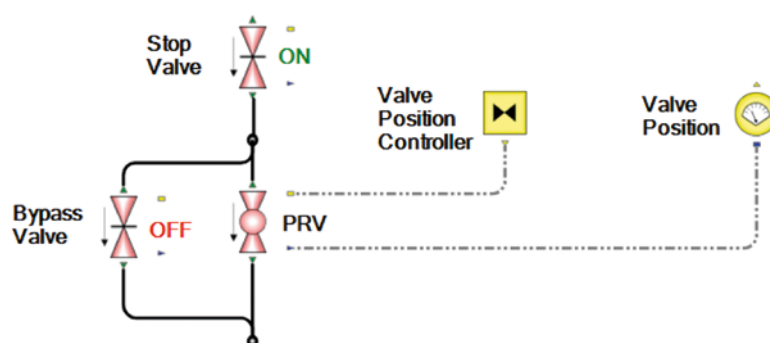 Stop
Valve
ON
Valve
Position
Controller
Valve
Position
Bypass
Valve
OFF
PRV